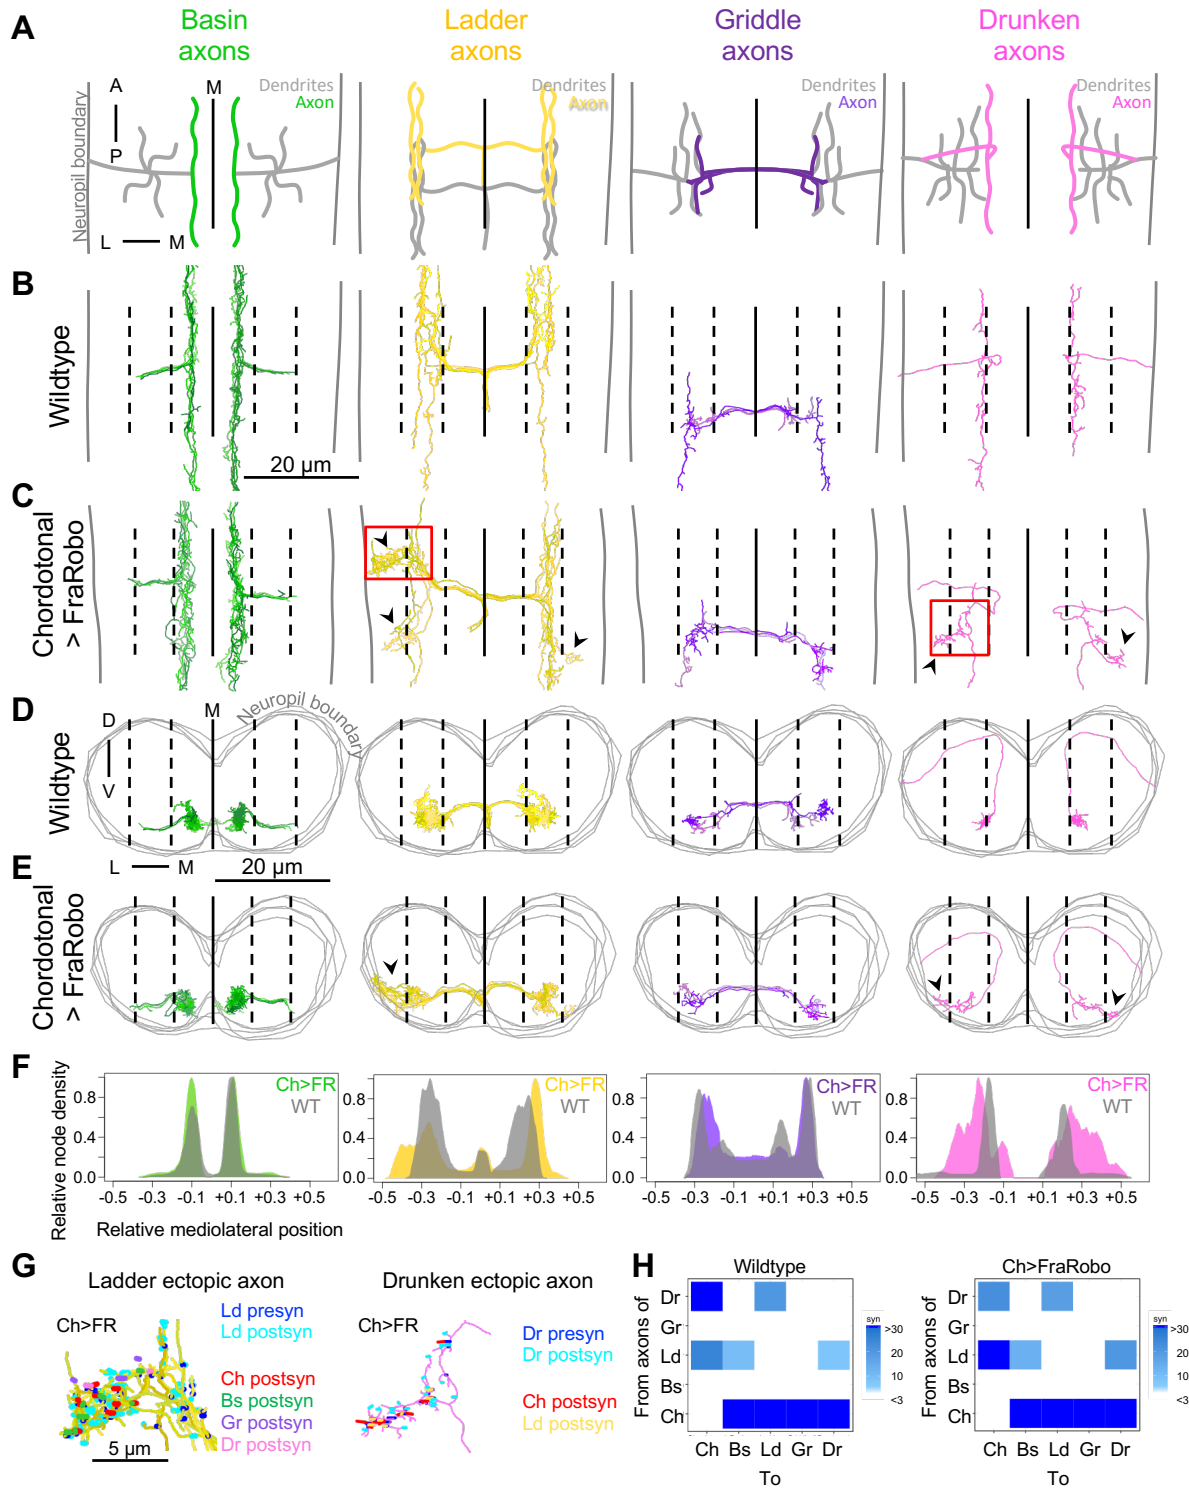 A
Basin
axons
Ladder
axons
Griddle
axons
Drunken
axons
Neuropil boundary
A
P
M
L
M
Dendrites
Axon
Dendrites
Axon
Dendrites
Axon
Dendrites
Axon
B
Wildtype
20 µm
C
Chordotonal
> FraRobo
D
Wildtype
D
V
M
Neuropil boundary
L
M
20 µm
E
Chordotonal
> FraRobo
F
Relative node density
0.8
0.4
0.0
Ch>FR
WT
-0.5 -0.3 -0.1 +0.1 +0.5
0.8
0.4
0.0
Ch>FR
WT
-0.5 -0.3 -0.1 +0.1 +0.5
0.8
0.4
0.0
Ch>FR
WT
-0.5 -0.3 -0.1 +0.1 +0.5
0.8
0.4
0.0
Ch>FR
WT
-0.5 -0.3 -0.1 +0.1 +0.5
Relative mediolateral position
G
Ladder ectopic axon
Ch>FR
Ld presyn
Ld postsyn
Ch postsyn
Bs postsyn
Gr postsyn
Dr postsyn
5 µm
Drunken ectopic axon
Ch>FR
Dr presyn
Dr postsyn
Ch postsyn
Ld postsyn
H
Wildtype
From axons of
Dr
Gr
Ld
Bs
Ch
Ch Bs Ld Gr Dr
To
syn
>30
20
10
<3
Ch>FraRobo
From axons of
Dr
Gr
Ld
Bs
Ch
Ch Bs Ld Gr Dr
To
syn
>30
20
10
<3